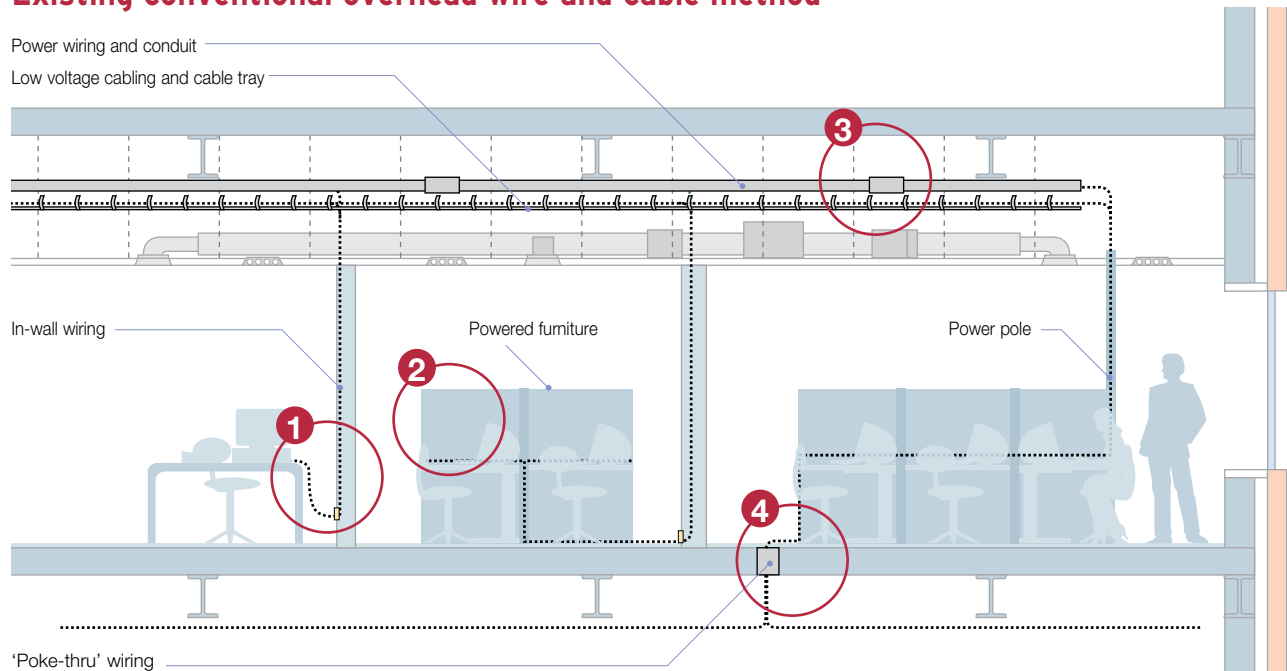 Existing conventional overhead wire and cable method
Power wiring and conduit
Low voltage cabling and cable tray
3
In-wall wiring
Powered furniture
Power pole
2
1
4
‘Poke-thru’ wiring